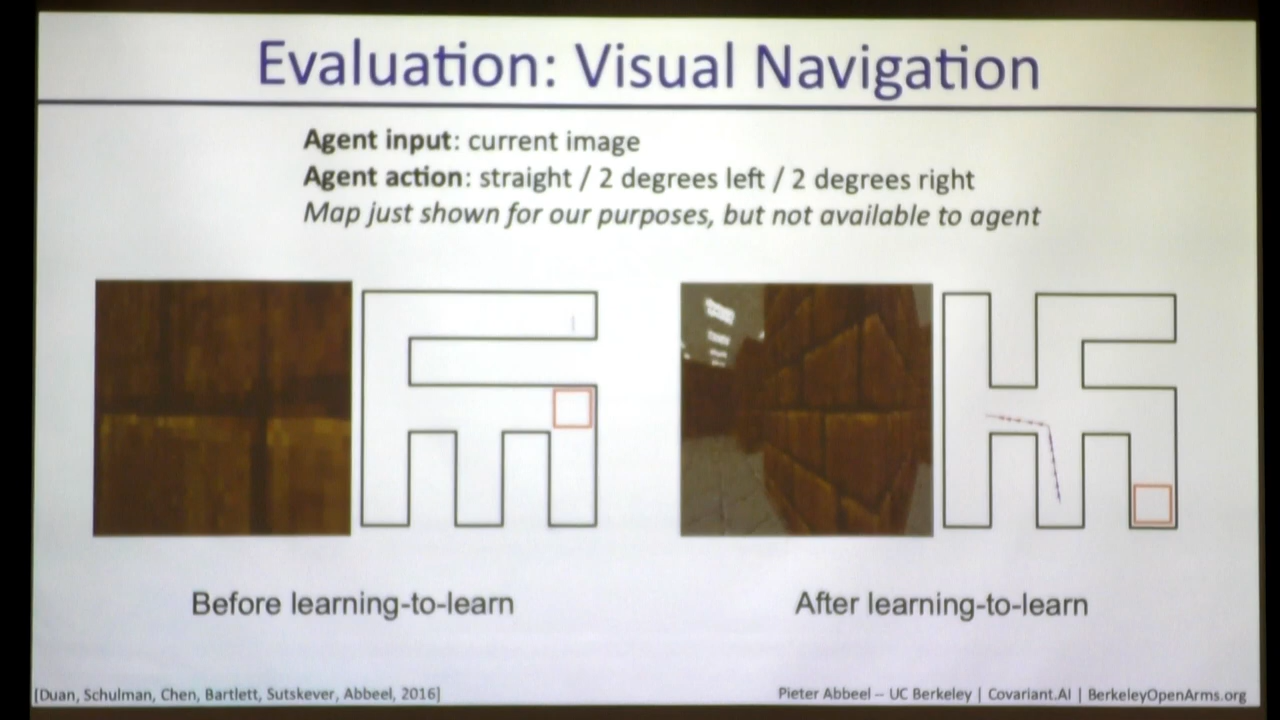 Evaluation: Visual Navigation
Agent input: current image
Agent action: straight / 2 degrees left / 2 degrees right
Map just shown for our purposes, but not available to agent
Before learning-to-learn
After learning-to-learn
[Duan, Schulman, Chen, Bartlett, Sutskever, Abbeel, 2016]
Pieter Abbeel – UC Berkeley | Covariant.AI | BerkeleyOpenArms.org